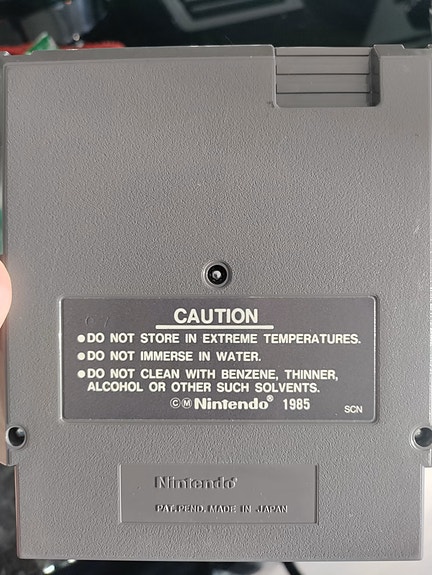 CAUTION
●DO NOT STORE IN EXTREME TEMPERATURES.
●DO NOT IMMERSE IN WATER.
●DO NOT CLEAN WITH BENZENE, THINNER,
ALCOHOL OR OTHER SUCH SOLVENTS.
ⒸⓂNintendo® 1985 SCN
Nintendo®
PAT. PEND. MADE IN JAPAN